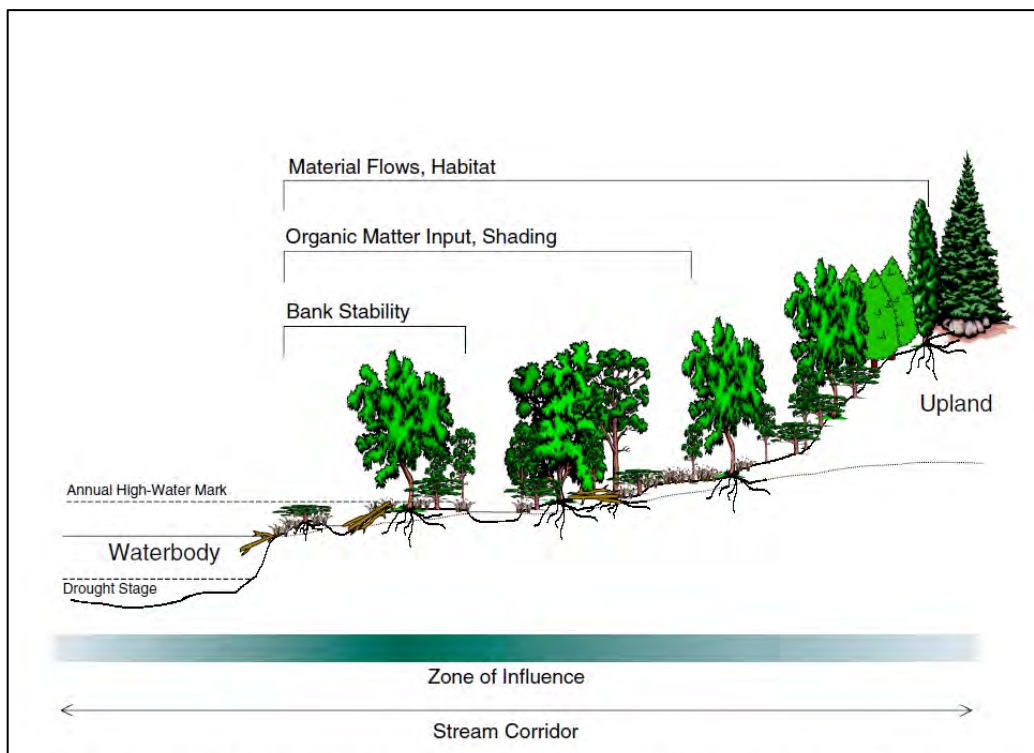 Material Flows, Habitat
Organic Matter Input, Shading
Bank Stability
Upland
Annual High-Water Mark
Waterbody
Drought Stage
Zone of Influence
Stream Corridor